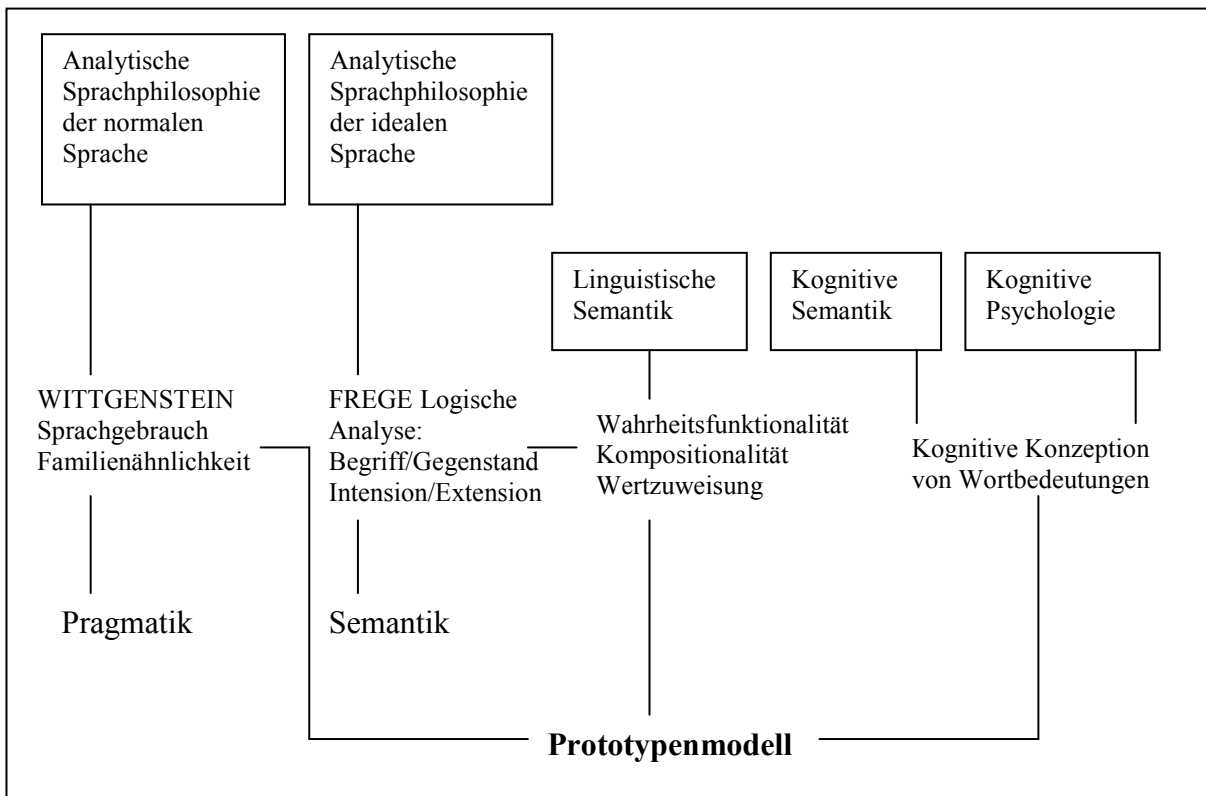 Analytische
Sprachphilosophie
der normalen
Sprache
Analytische
Sprachphilosophie
der idealen
Sprache
Linguistische
Semantik
Kognitive
Semantik
Kognitive
Psychologie
WITTGENSTEIN
Sprachgebrauch
Familienähnlichkeit
FREGE Logische
Analyse:
Begriff/Gegenstand
Intension/Extension
Wahrheitsfunktionalität
Kompositionalität
Wertzuweisung
Kognitive Konzeption
von Wortbedeutungen
Pragmatik
Semantik
Prototypenmodell